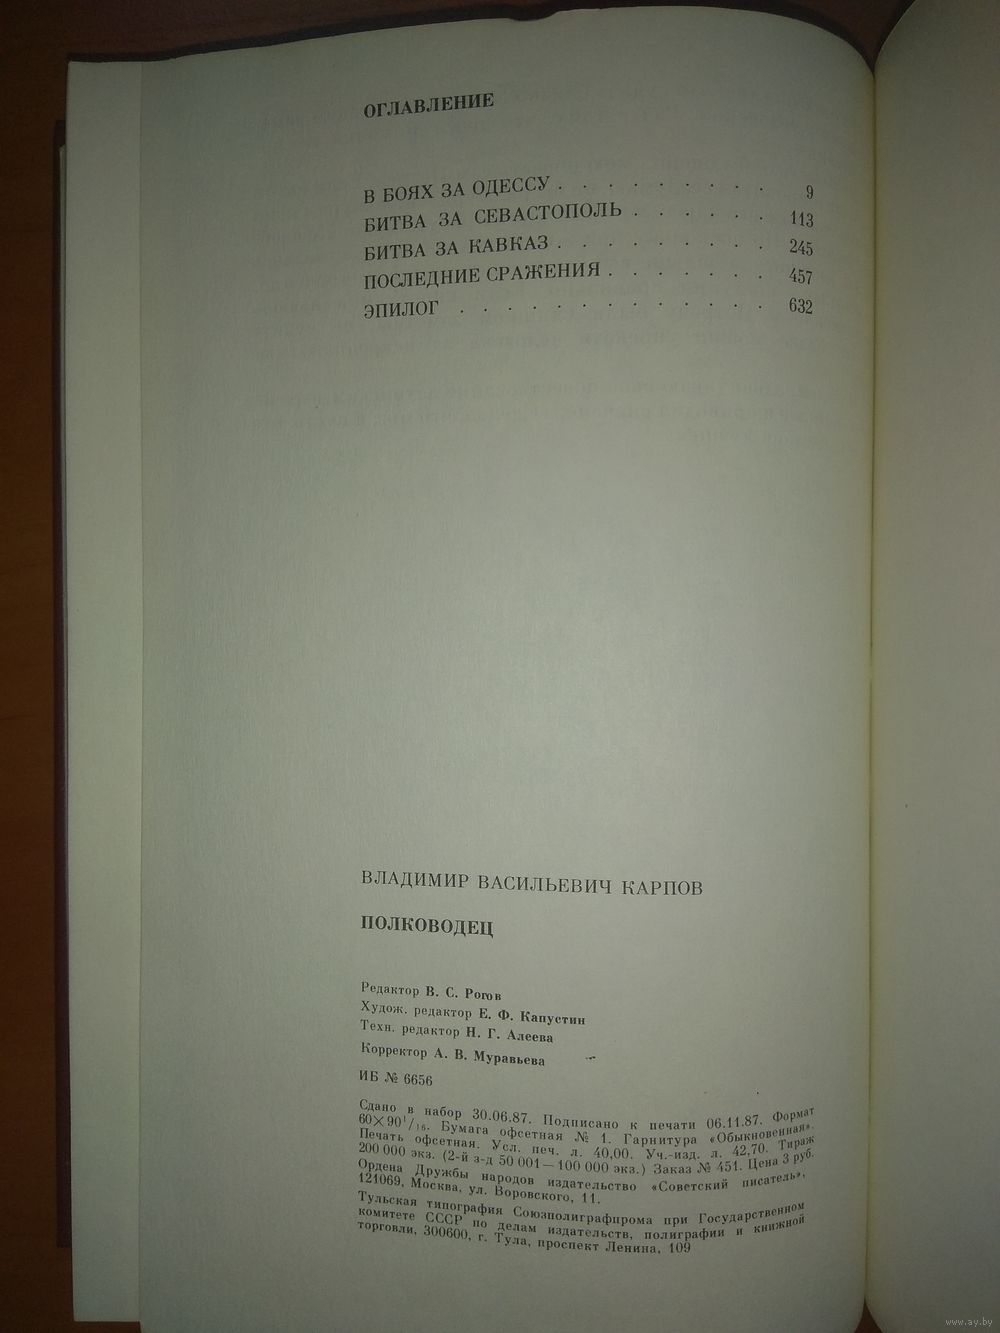 ОГЛАВЛЕНИЕ
В БОЯХ ЗА ОДЕССУ . . . . . . . . . 9
БИТВА ЗА СЕВАСТОПОЛЬ . . . . . . 113
БИТВА ЗА КАВКАЗ . . . . . . . . . 245
ПОСЛЕДНИЕ СРАЖЕНИЯ . . . . . . . 457
ЭПИЛОГ . . . . . . . . . . . . . 632
ВЛАДИМИР ВАСИЛЬЕВИЧ КАРПОВ
ПОЛКОВОДЕЦ
Редактор В. С. Рогов
Худож. редактор Е. Ф. Капустин
Техн. редактор Н. Г. Алеева
Корректор А. В. Муравьева
ИБ № 6656
Сдано в набор 30.06.87. Подписано к печати 06.11.87. Формат
60×90¹/₁₆. Бумага офсетная № 1. Гарнитура «Обыкновенная».
Печать офсетная. Усл. печ. л. 40,00. Уч.-изд. л. 42,70. Тираж
200 000 экз. (2-й з-д 50 001—100 000 экз.) Заказ № 451. Цена 3 руб.
Ордена Дружбы народов издательство «Советский писатель»,
121069, Москва, ул. Воровского, 11.
Тульская типография Союзполиграфпрома при Государственном
комитете СССР по делам издательств, полиграфии и книжной
торговли, 300600, г. Тула, проспект Ленина, 109
www.ay.by